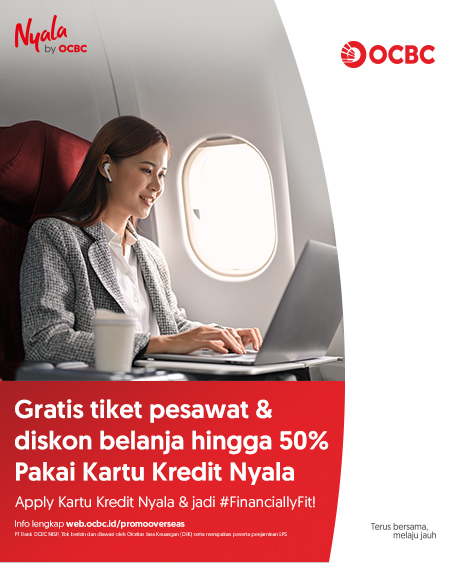 Nyala
by OCBC
OCBC
Gratis tiket pesawat &
diskon belanja hingga 50%
Pakai Kartu Kredit Nyala
Apply Kartu Kredit Nyala & jadi #FinanciallyFit!
Info lengkap web.ocbc.id/promooverseas
PT Bank OCBC NISP, Tbk berizin dan diawasi oleh Otoritas Jasa Keuangan (OJK) serta merupakan peserta penjaminan LPS
Terus bersama,
melaju jauh